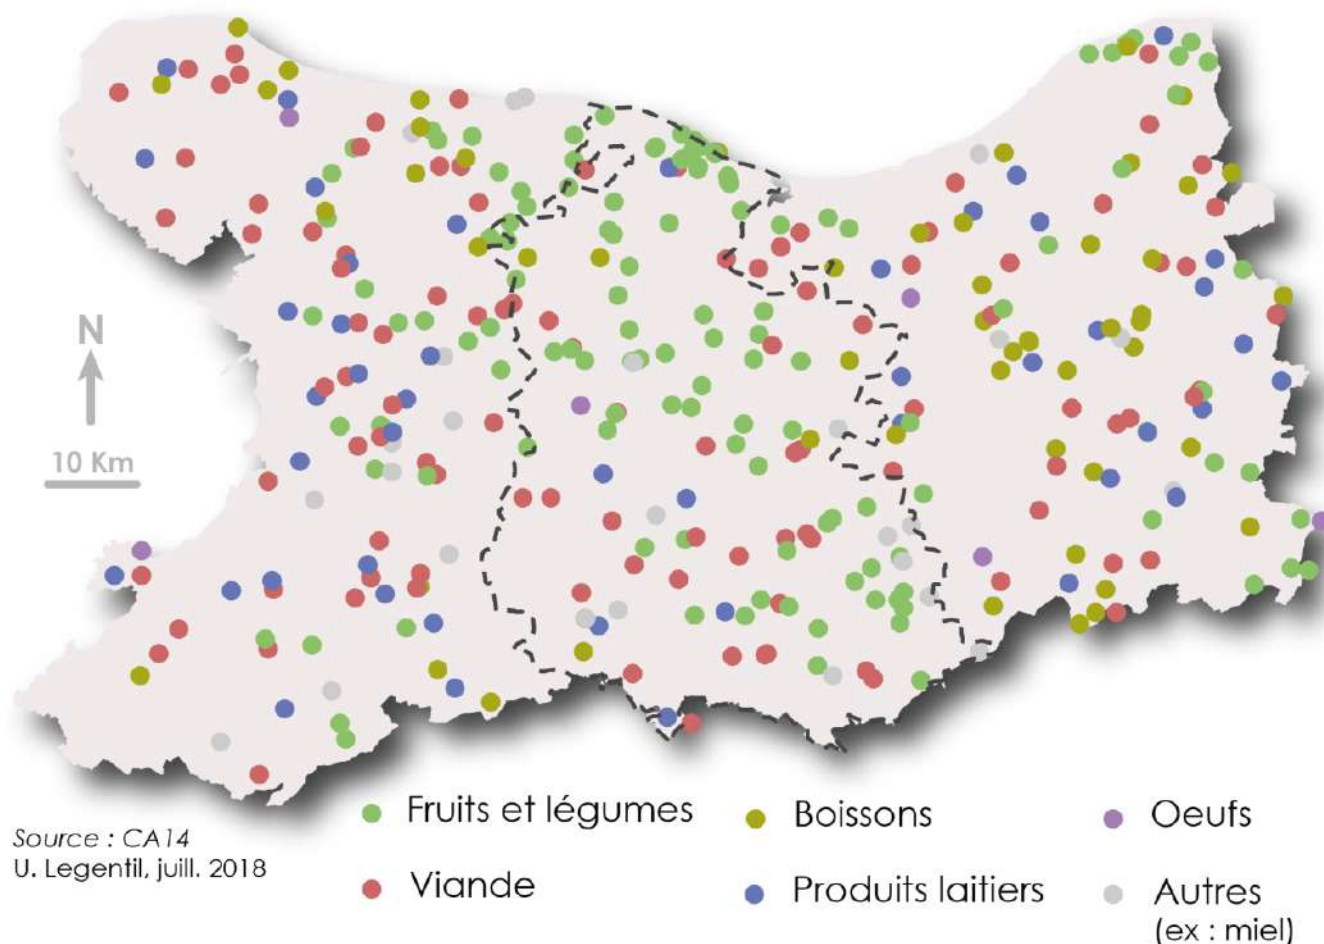 N
10 Km
Fruits et légumes
Boissons
Oeufs
Source : CA14
U. Legentil, juill. 2018
Viande
Produits laitiers
Autres
(ex : miel)